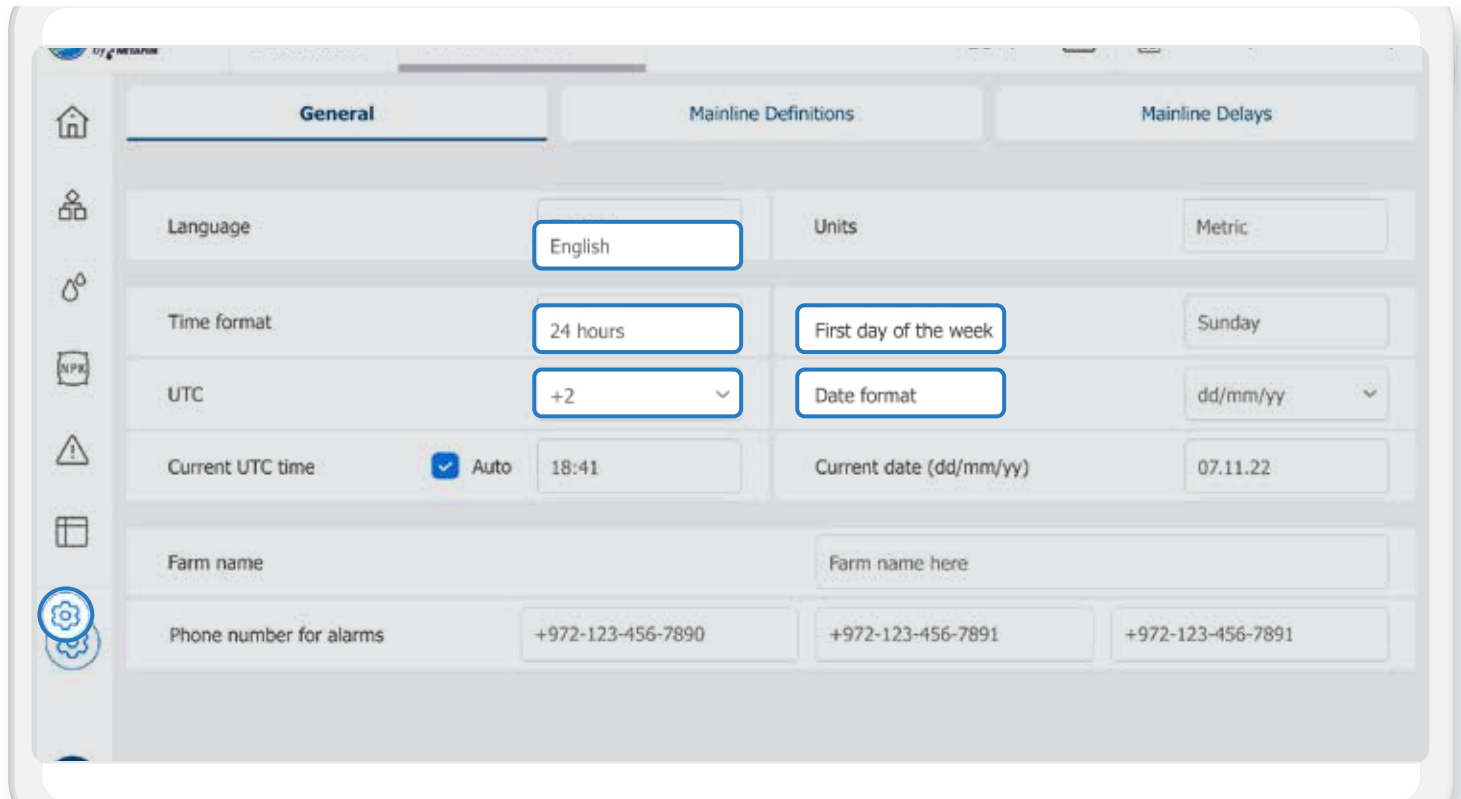 by NETAFIM
General Mainline Definitions Mainline Delays
Language English Units Metric
Time format 24 hours First day of the week Sunday
UTC +2 Date format dd/mm/yy
Current UTC time Auto 18:41 Current date (dd/mm/yy) 07.11.22
Farm name Farm name here
Phone number for alarms +972-123-456-7890 +972-123-456-7891 +972-123-456-7891
NPK